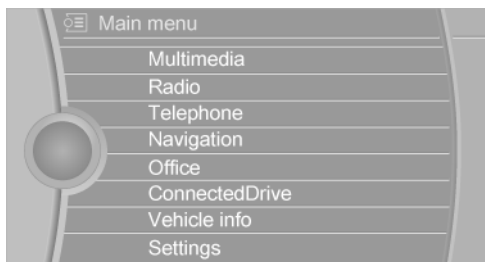 Main menu
Multimedia
Radio
Telephone
Navigation
Office
ConnectedDrive
Vehicle info
Settings